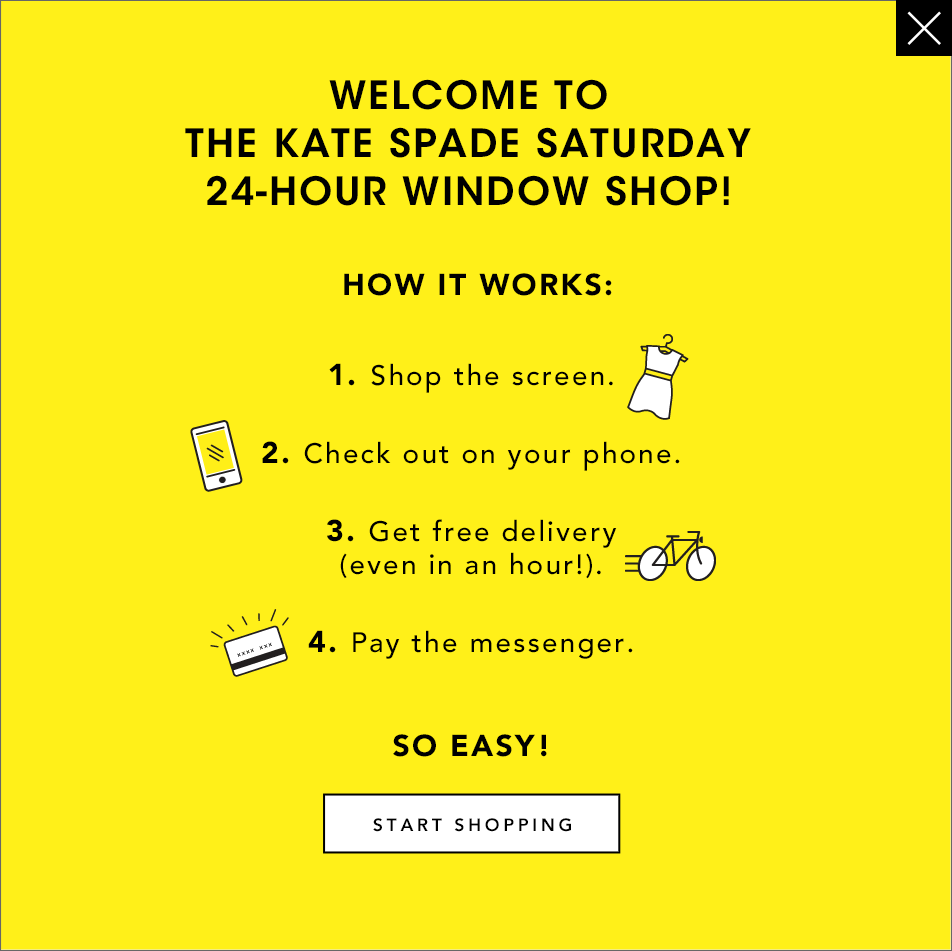 WELCOME TO
THE KATE SPADE SATURDAY
24-HOUR WINDOW SHOP!
HOW IT WORKS:
1. Shop the screen.
2. Check out on your phone.
3. Get free delivery
(even in an hour!).
xxxx xxx
4. Pay the messenger.
SO EASY!
START SHOPPING